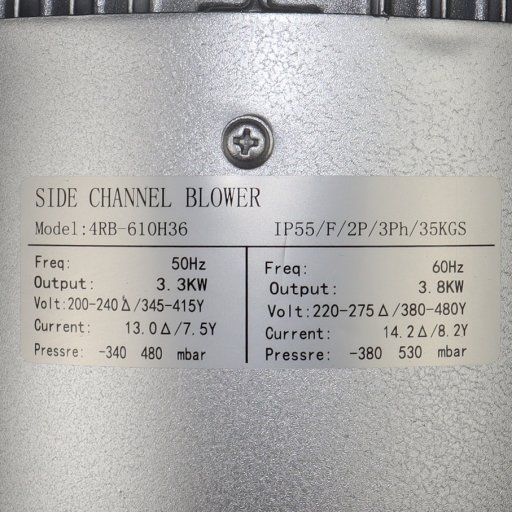 SIDE CHANNEL BLOWER
Model:4RB-610H36 IP55/F/2P/3Ph/35KGS
Freq: 50Hz
Output: 3.3KW
Volt:200-240Δ/345-415Y
Current: 13.0Δ/7.5Y
Pressre: -340 480 mbar
Freq: 60Hz
Output: 3.8KW
Volt:220-275Δ/380-480Y
Current: 14.2Δ/8.2Y
Pressre: -380 530 mbar